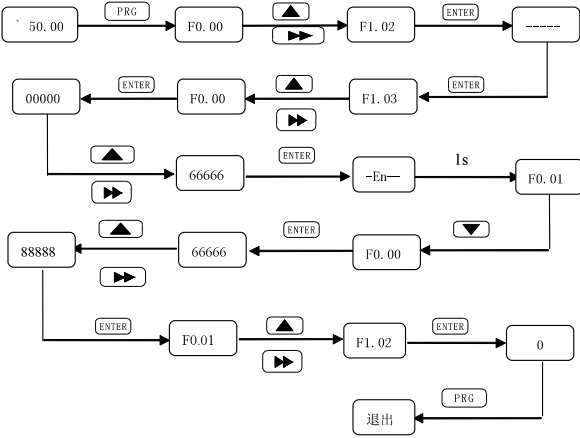 PRG
` 50.00
F0.00
F1.02
ENTER
-----
00000
ENTER
F0.00
F1.03
ENTER
66666
ENTER
-En—
1s
F0.01
88888
66666
ENTER
F0.00
ENTER
F0.01
F1.02
ENTER
0
PRG
退出